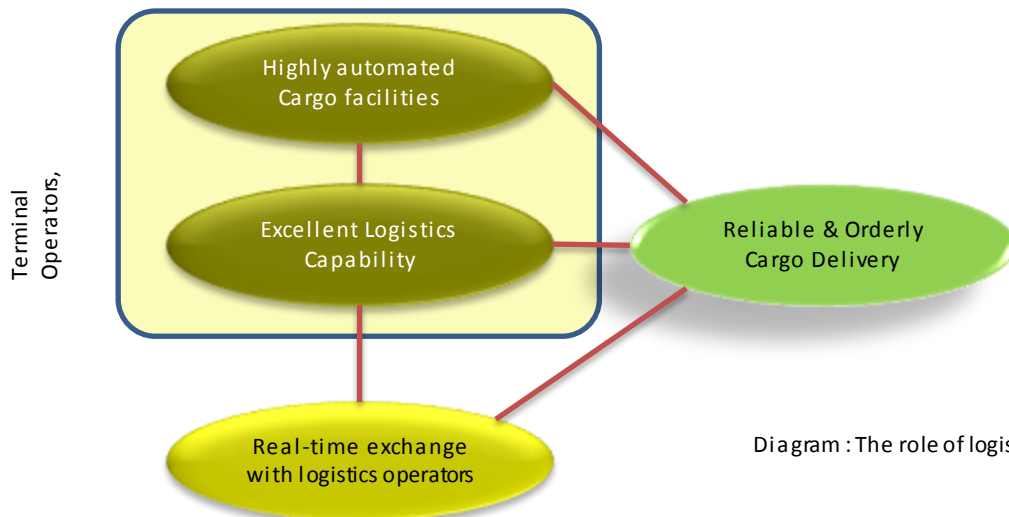 Highly automated
Cargo facilities
Terminal
Operators,
Excellent Logistics
Capability
Reliable & Orderly
Cargo Delivery
Real-time exchange
with logistics operators
Diagram : The role of logis